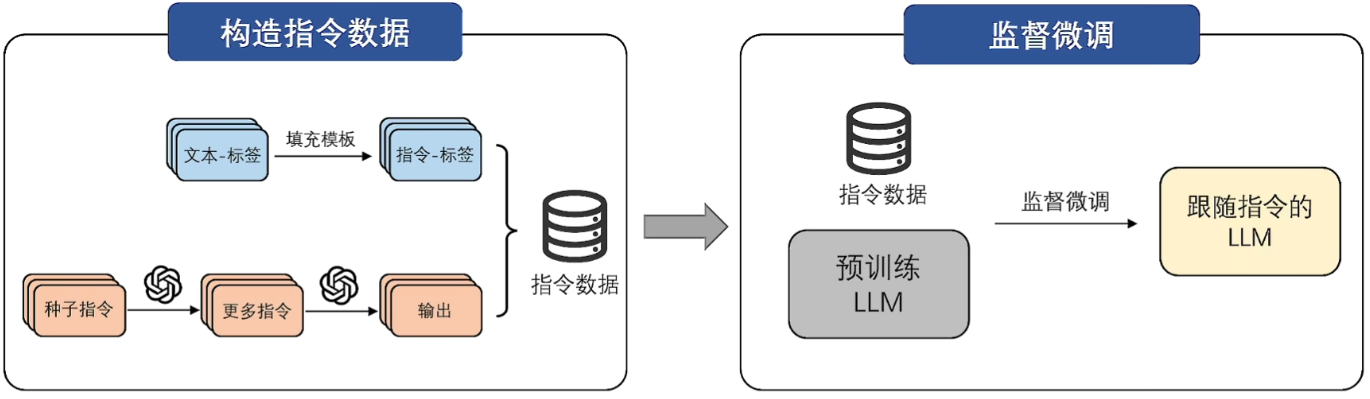 构造指令数据
文本-标签
填充模板
指令-标签
种子指令
更多指令
输出
指令数据
监督微调
指令数据
预训练
LLM
监督微调
跟随指令的
LLM